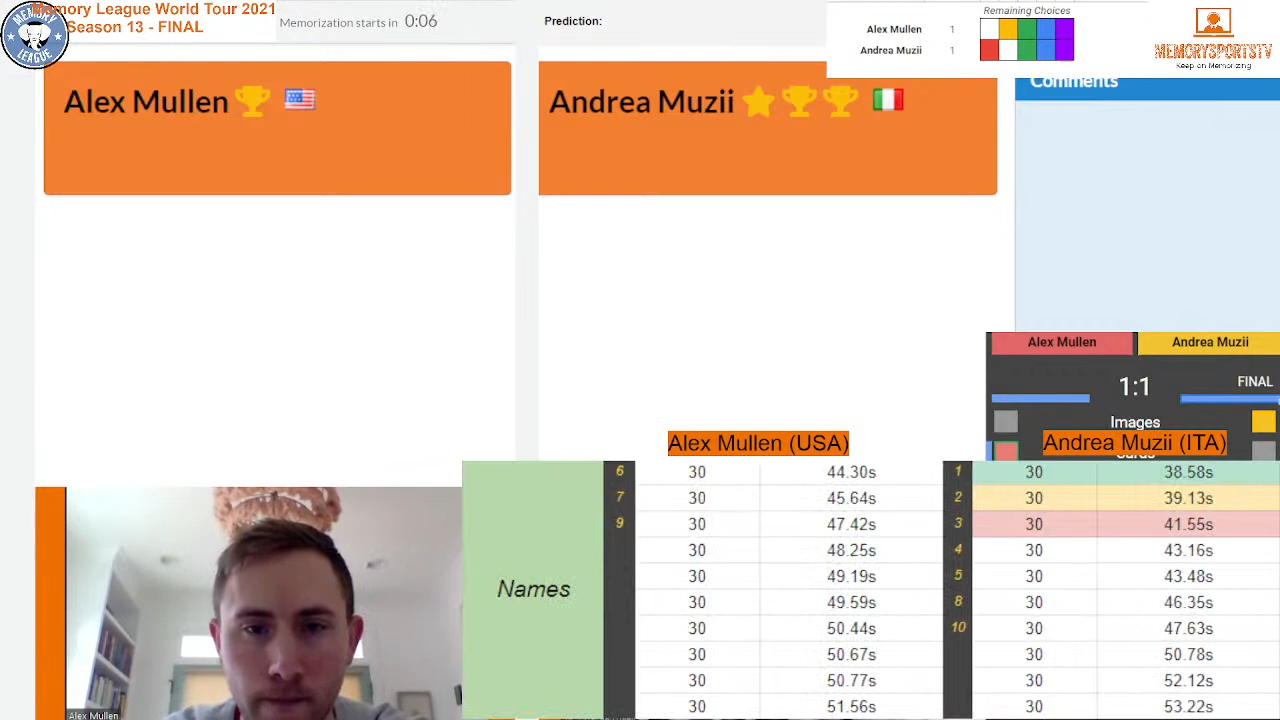 Memory League World Tour 2021
Season 13 - FINAL
MEMORY
LEAGUE
Memorization starts in 0:06
Prediction:
Remaining Choices
Alex Mullen 1
Andrea Muzii 1
MEMORYSPORTSTV
Keep on Memorizing
Alex Mullen
Andrea Muzii
Comments
Alex Mullen Andrea Muzii
1:1 FINAL
Images
Alex Mullen (USA)
Andrea Muzii (ITA)
Names
6 30 44.30s 1 30 38.58s
7 30 45.64s 2 30 39.13s
9 30 47.42s 3 30 41.55s
30 48.25s 4 30 43.16s
30 49.19s 5 30 43.48s
30 49.59s 8 30 46.35s
30 50.44s 10 30 47.63s
30 50.67s 30 50.78s
30 50.77s 30 52.12s
30 51.56s 30 53.22s
Alex Mullen